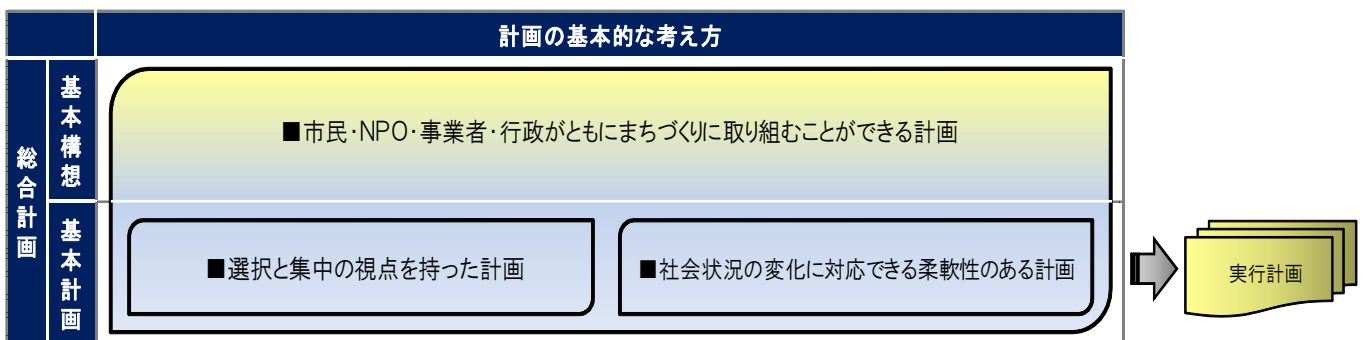 計画の基本的な考え方
総合計画
基本構想
■市民・NPO・事業者・行政がともにまちづくりに取り組むことができる計画
基本計画
■選択と集中の視点を持った計画
■社会状況の変化に対応できる柔軟性のある計画
実行計画